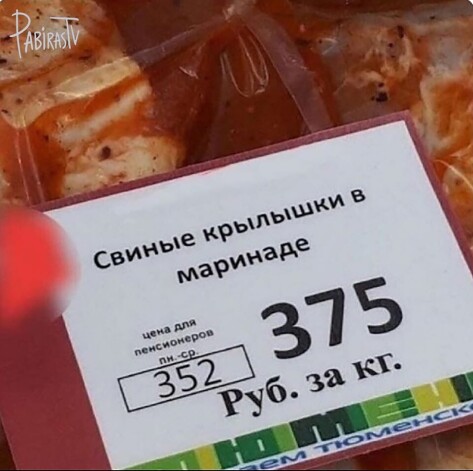 PABIRASTV
Свиные крылышки в
маринаде
цена для
пенсионеров
пн.-ср.
352
375
Руб. за кг.